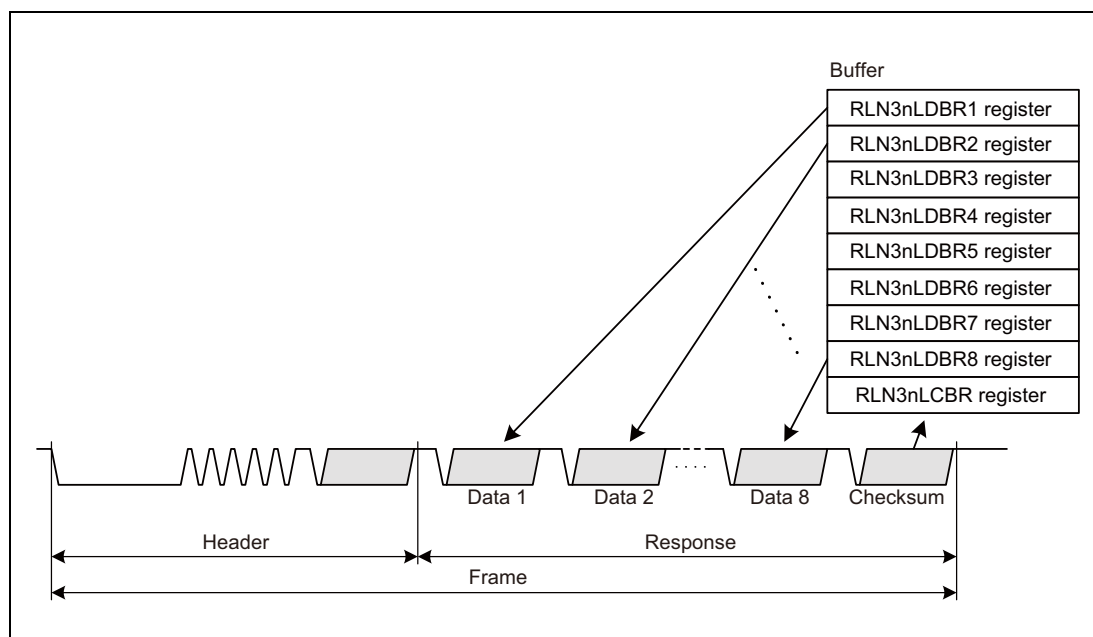 Buffer
RLN3nLDBR1 register
RLN3nLDBR2 register
RLN3nLDBR3 register
RLN3nLDBR4 register
RLN3nLDBR5 register
RLN3nLDBR6 register
RLN3nLDBR7 register
RLN3nLDBR8 register
RLN3nLCBR register
Data 1
Data 2
Data 8
Checksum
Header
Response
Frame